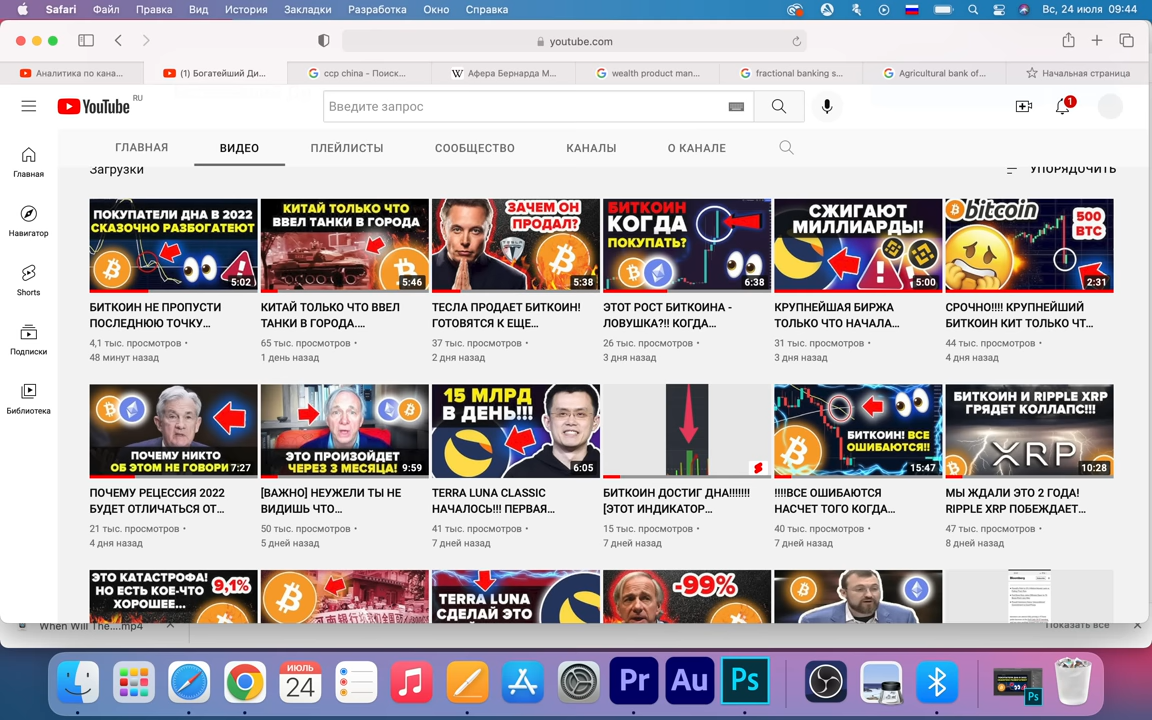 Safari Файл Правка Вид История Закладки Разработка Окно Справка Вс, 24 июля 09:44
youtube.com
Аналитика по кана... (1) Богатейший Ди... ccp china - Поиск... Афера Бернарда М... wealth product man... fractional banking s... Agricultural bank of... Начальная страница
YouTube RU Введите запрос 1
ГЛАВНАЯ ВИДЕО ПЛЕЙЛИСТЫ СООБЩЕСТВО КАНАЛЫ О КАНАЛЕ
Главная
Навигатор
Shorts
Подписки
Библиотека
Загрузки УПОРЯДОЧИТЬ
ПОКУПАТЕЛИ ДНА В 2022
СКАЗОЧНО РАЗБОГАТЕЮТ
5:02
КИТАЙ ТОЛЬКО ЧТО
ВВЕЛ ТАНКИ В ГОРОДА
5:46
ЗАЧЕМ ОН
ПРОДАЛ?
5:38
БИТКОИН
КОГДА
ПОКУПАТЬ?
6:38
СЖИГАЮТ
МИЛЛИАРДЫ!
5:00
bitcoin
500
BTC
2:31
БИТКОИН НЕ ПРОПУСТИ
ПОСЛЕДНЮЮ ТОЧКУ...
4,1 тыс. просмотров •
48 минут назад
КИТАЙ ТОЛЬКО ЧТО ВВЕЛ
ТАНКИ В ГОРОДА....
65 тыс. просмотров •
1 день назад
ТЕСЛА ПРОДАЕТ БИТКОИН!
ГОТОВЯТСЯ К ЕЩЕ...
37 тыс. просмотров •
2 дня назад
ЭТОТ РОСТ БИТКОИНА -
ЛОВУШКА?!! КОГДА...
26 тыс. просмотров •
3 дня назад
КРУПНЕЙШАЯ БИРЖА
ТОЛЬКО ЧТО НАЧАЛА...
31 тыс. просмотров •
3 дня назад
СРОЧНО!!!! КРУПНЕЙШИЙ
БИТКОИН КИТ ТОЛЬКО ЧТ...
44 тыс. просмотров •
4 дня назад
ПОЧЕМУ НИКТО
ОБ ЭТОМ НЕ ГОВОРИ
7:27
ЭТО ПРОИЗОЙДЕТ
ЧЕРЕЗ 3 МЕСЯЦА!
9:59
15 МЛРД
В ДЕНЬ!!!
6:05
БИТКОИН! ВСЕ
ОШИБАЮТСЯ!!
15:47
БИТКОИН И RIPPLE XRP
ГРЯДЕТ КОЛЛАПС!!!
XRP
10:28
ПОЧЕМУ РЕЦЕССИЯ 2022
БУДЕТ ОТЛИЧАТЬСЯ ОТ...
21 тыс. просмотров •
4 дня назад
[ВАЖНО] НЕУЖЕЛИ ТЫ НЕ
ВИДИШЬ ЧТО...
50 тыс. просмотров •
5 дней назад
TERRA LUNA CLASSIC
НАЧАЛОСЬ!!! ПЕРВАЯ...
41 тыс. просмотров •
7 дней назад
БИТКОИН ДОСТИГ ДНА!!!!!!!
[ЭТОТ ИНДИКАТОР...
15 тыс. просмотров •
7 дней назад
!!!!ВСЕ ОШИБАЮТСЯ
НАСЧЕТ ТОГО КОГДА...
40 тыс. просмотров •
7 дней назад
МЫ ЖДАЛИ ЭТО 2 ГОДА!
RIPPLE XRP ПОБЕЖДАЕТ...
47 тыс. просмотров •
8 дней назад
ЭТО КАТАСТРОФА!
НО ЕСТЬ КОЕ-ЧТО
ХОРОШЕЕ...
9,1%
TERRA LUNA
СДЕЛАЙ ЭТО
-99%
When Will The....mp4 Показать все
ИЮЛЬ
24
Pr Au Ps Ps